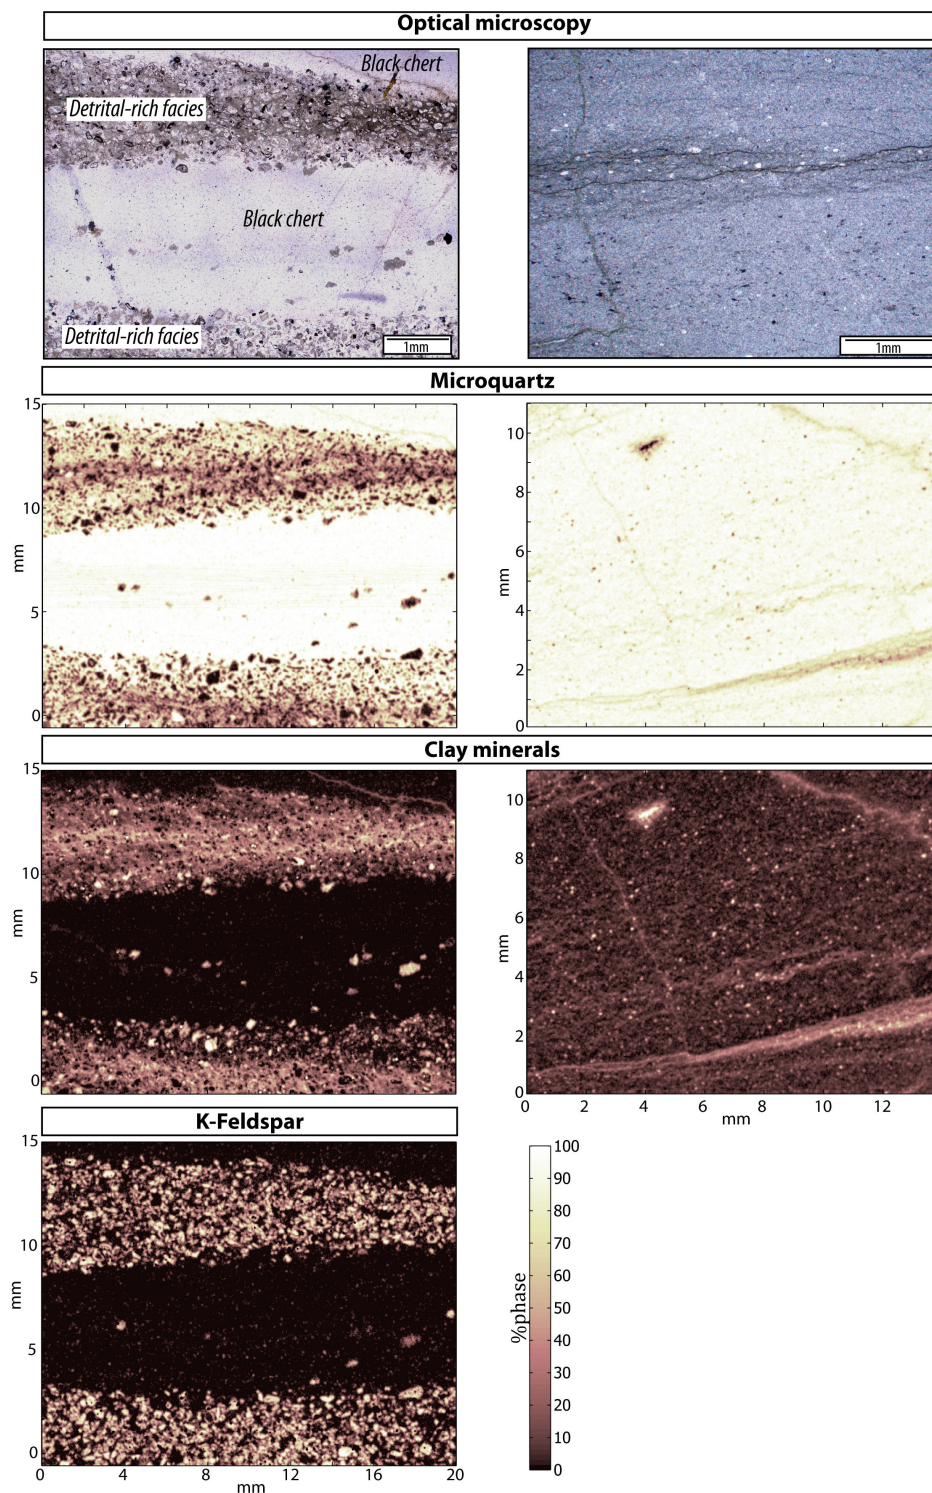 Optical microscopy
Black chert
Detrital-rich facies
Black chert
Detrital-rich facies
1mm
1mm
Microquartz
15
10
5
0
mm
10
8
6
4
2
0
mm
Clay minerals
15
10
5
0
mm
10
8
6
4
2
0
mm
0 2 4 6 8 10 12
mm
K-Feldspar
15
10
5
0
mm
0 4 8 12 16 20
mm
100
90
80
70
60
50
40
30
20
10
0
%phase